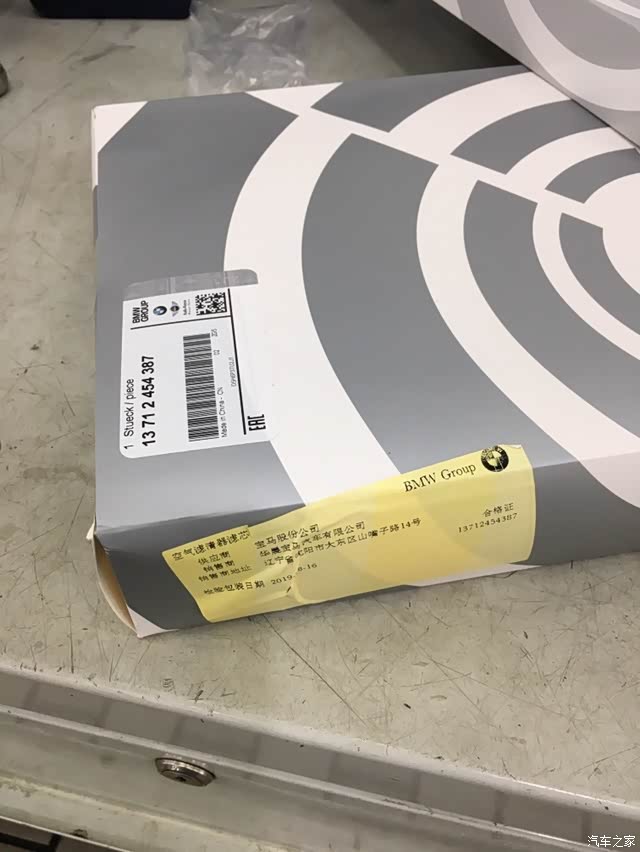 BMW
GROUP
1 Stueck / piece
13 71 2 454 387
Made in China - CN
02
EAC
BMW Group
空气滤清器滤芯
合格证
供应商 宝马股份公司
13712454387
销售商 华晨宝马汽车有限公司
销售商地址 辽宁省沈阳市大东区山嘴子路14号
检验包装日期
汽车之家